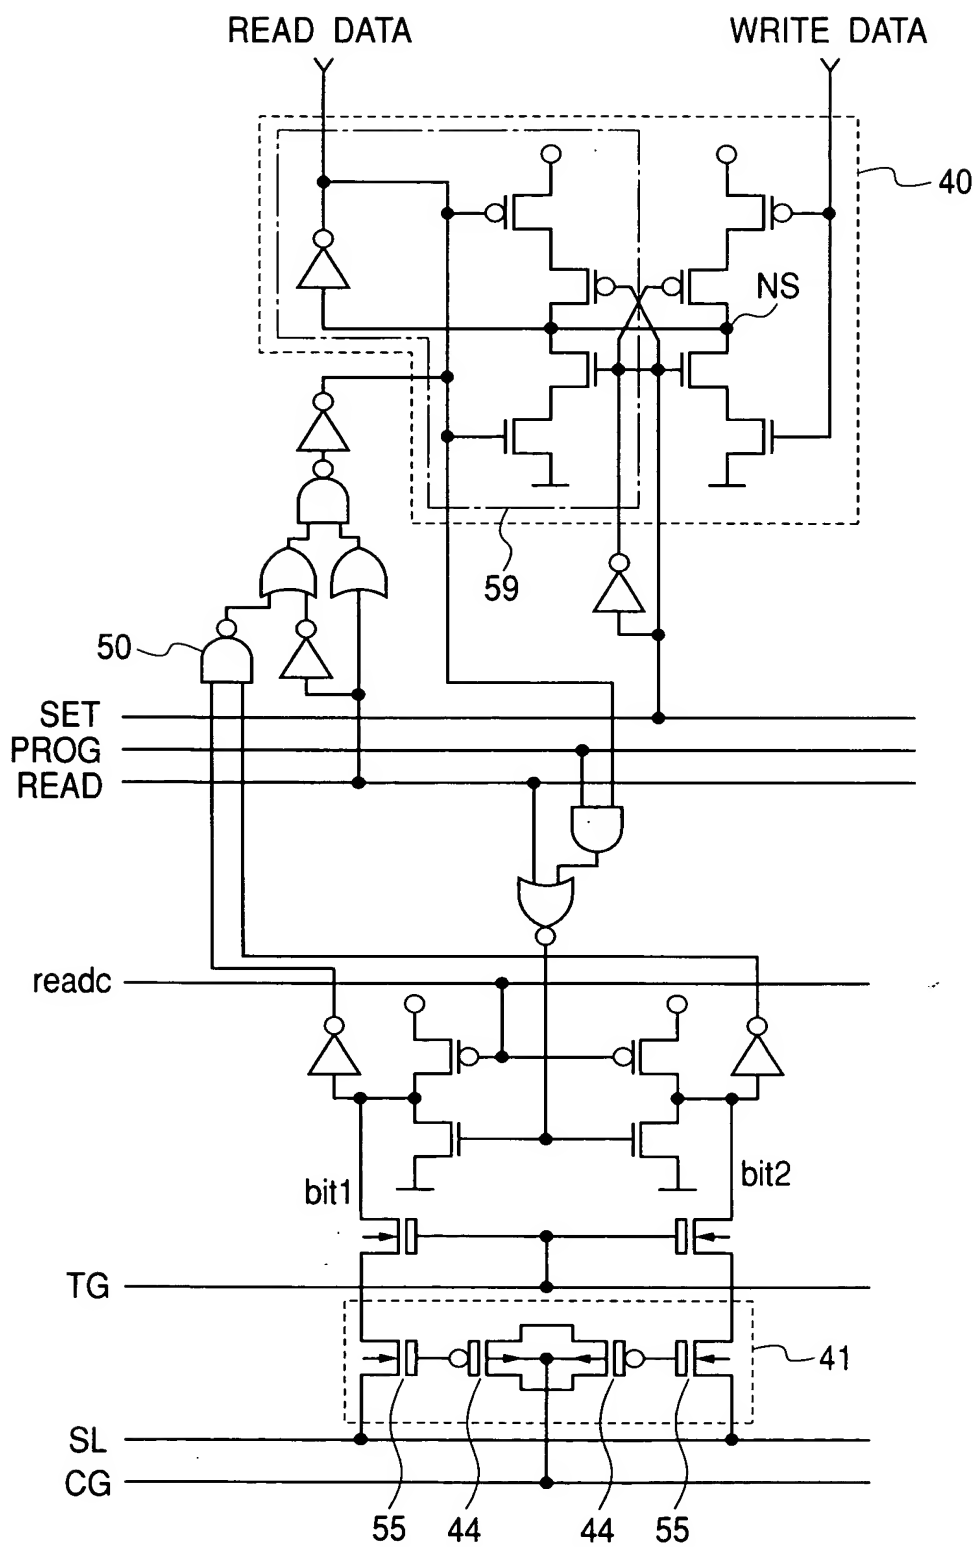 READ DATA
WRITE DATA
40
NS
59
50
SET
PROG
READ
readc
bit1
bit2
TG
41
SL
CG
55
44
44
55